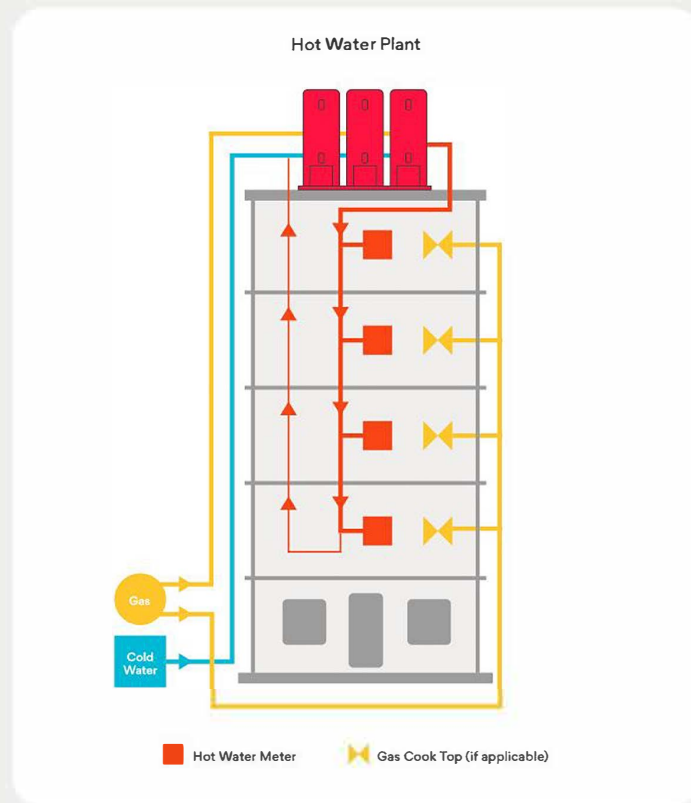 Hot Water Plant
Gas
Cold
Water
Hot Water Meter
Gas Cook Top (if applicable)